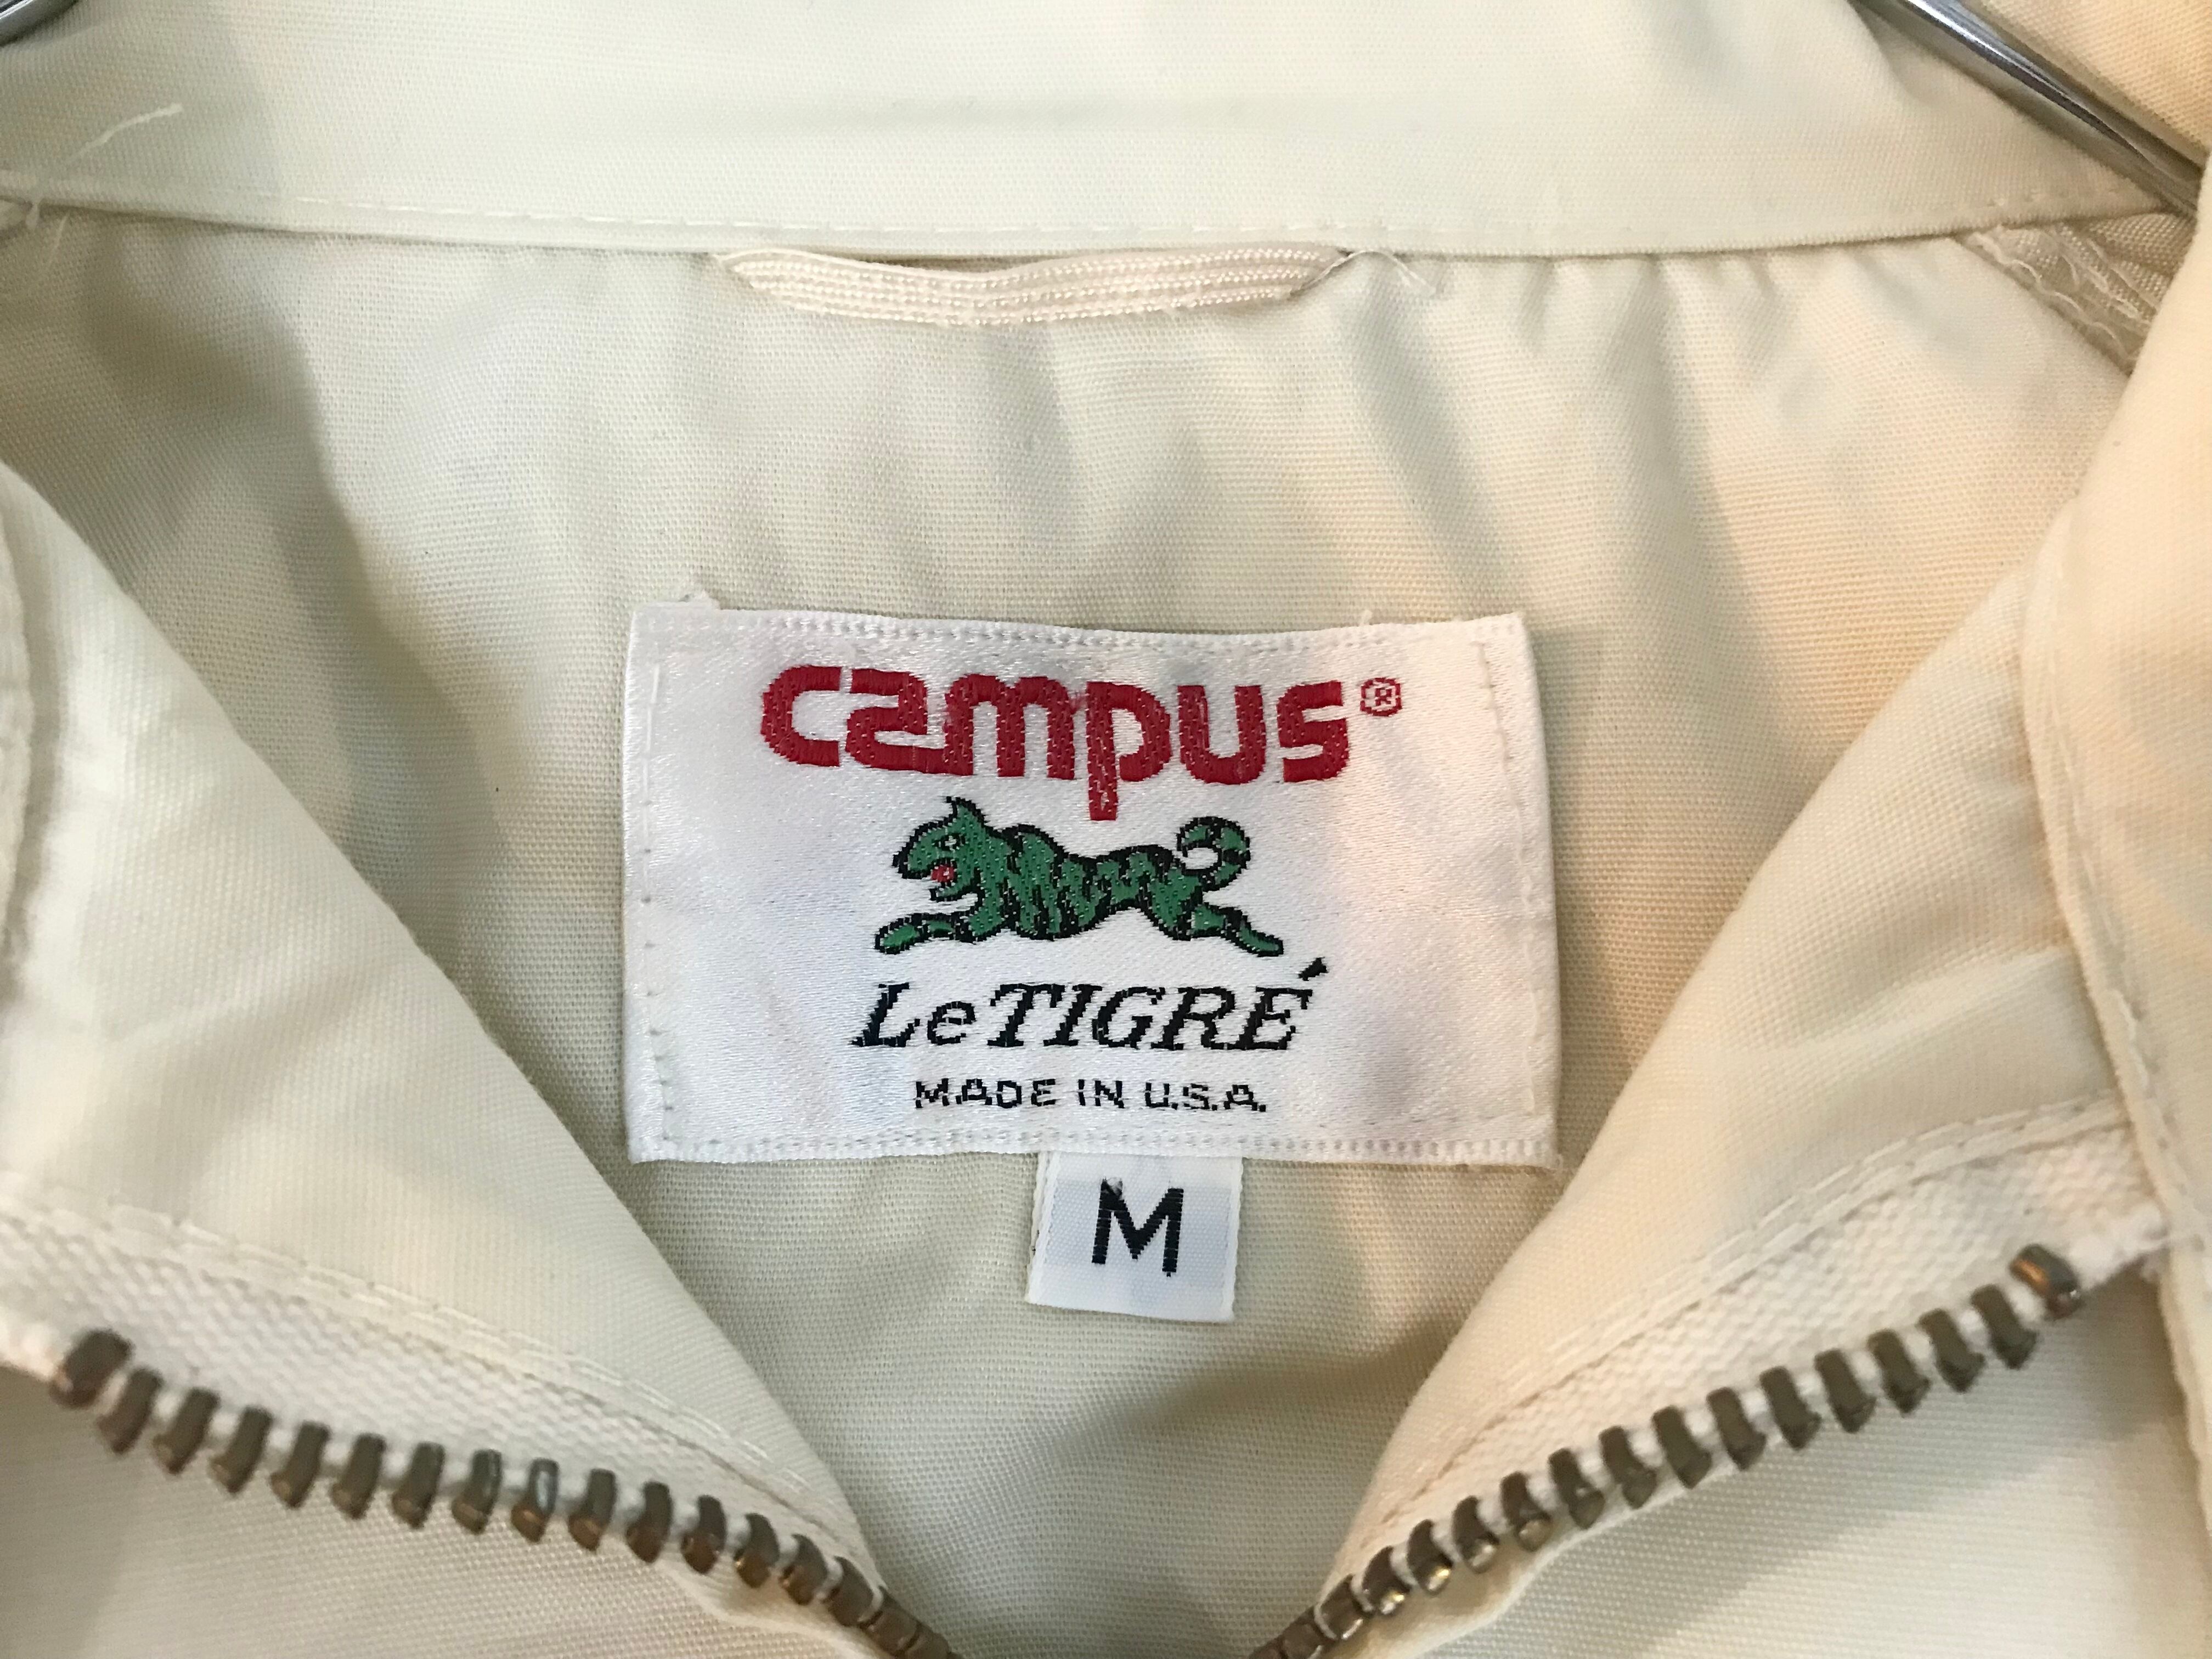 campus®
Le TIGRÉ
MADE IN U.S.A.
M